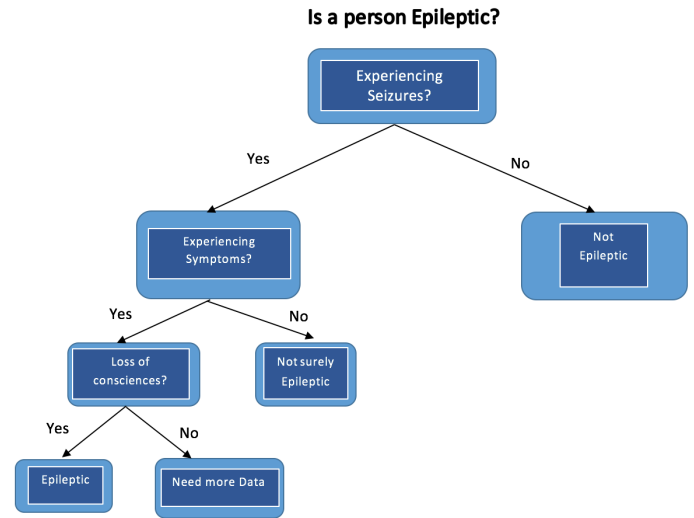 Is a person Epileptic?
Experiencing
Seizures?
Yes
No
Experiencing
Symptoms?
Not
Epileptic
Yes
No
Loss of
consciences?
Not surely
Epileptic
Yes
No
Epileptic
Need more Data